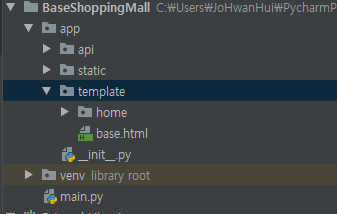 BaseShoppingMall C:₩Users₩JoHwanHui₩PycharmP
app
api
static
template
home
base.html
__init__.py
venv library root
main.py